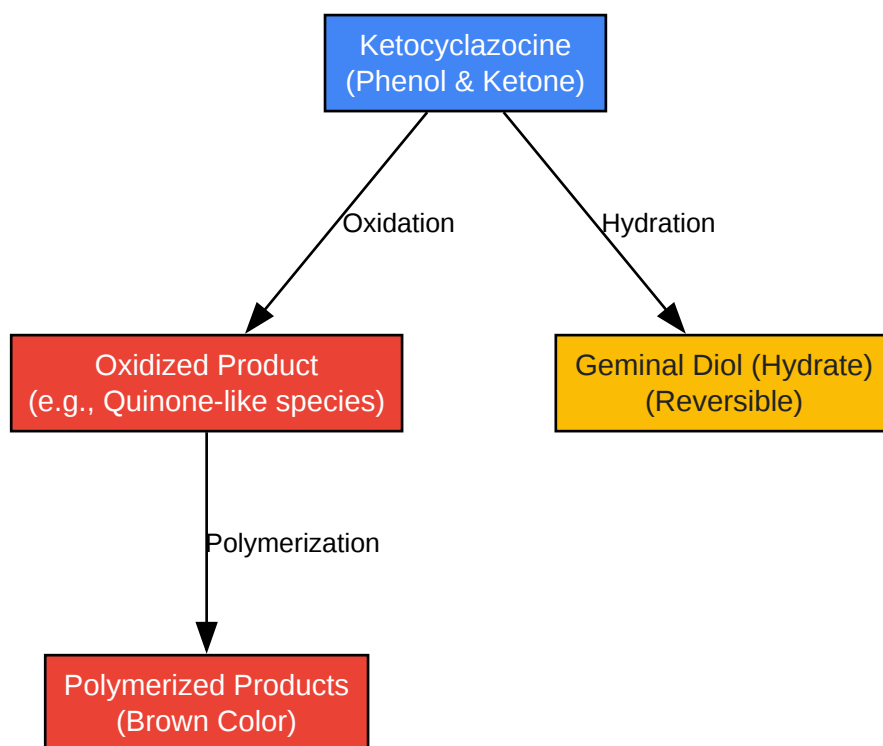 Ketocyclazocine
(Phenol & Ketone)
Oxidation
Hydration
Oxidized Product
(e.g., Quinone-like species)
Geminal Diol (Hydrate)
(Reversible)
Polymerization
Polymerized Products
(Brown Color)